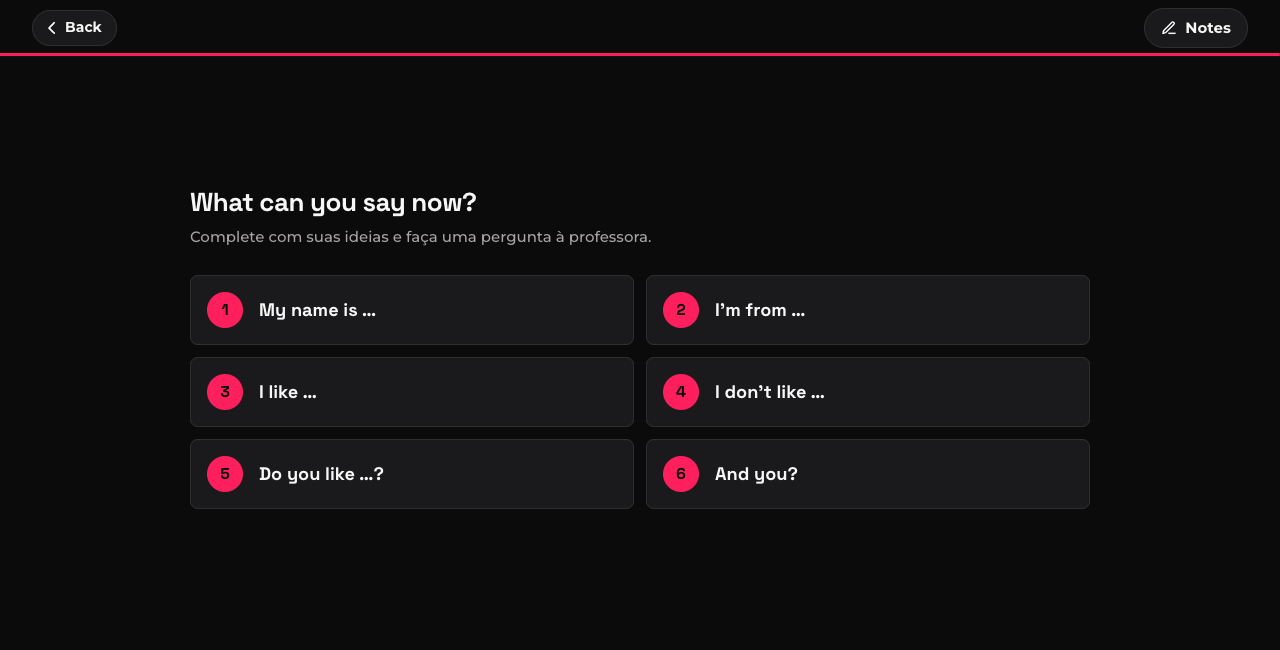 Back
Notes
What can you say now?
Complete com suas ideias e faça uma pergunta à professora.
1 My name is ...
2 I'm from ...
3 I like ...
4 I don't like ...
5 Do you like ...?
6 And you?